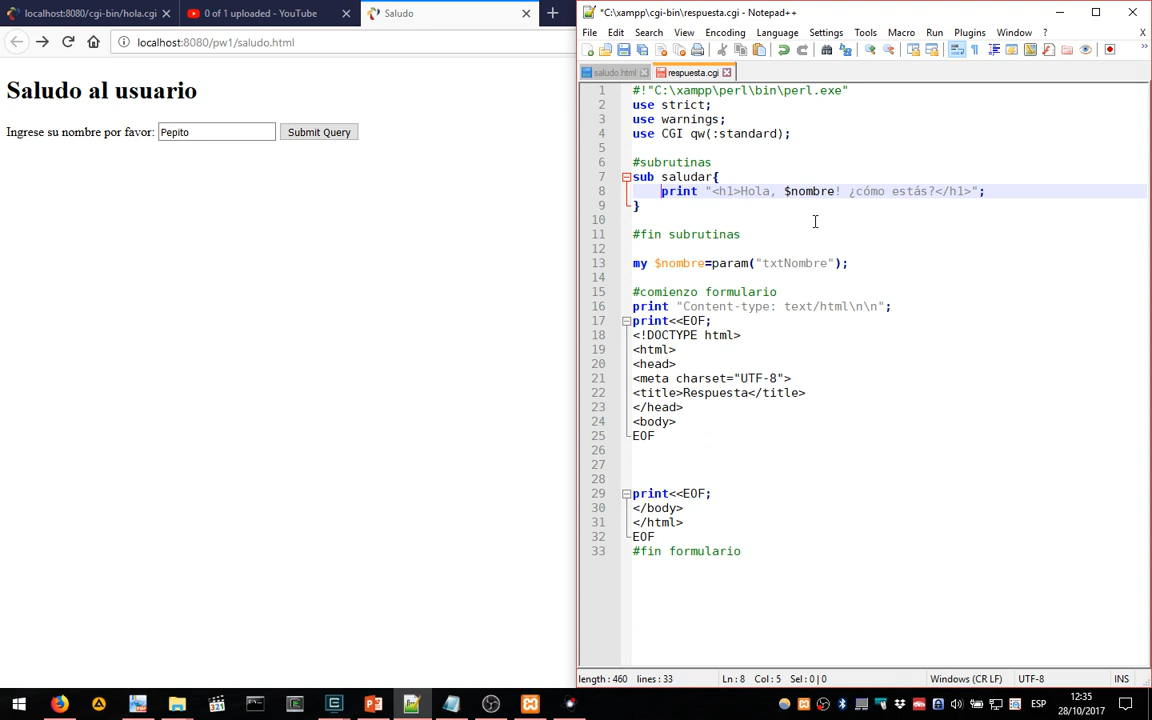 localhost:8080/cgi-bin/hola.cgi
0 of 1 uploaded - YouTube
Saludo
localhost:8080/pw1/saludo.html
Saludo al usuario
Ingrese su nombre por favor: Pepito Submit Query
*C:\xampp\cgi-bin\respuesta.cgi - Notepad++
File Edit Search View Encoding Language Settings Tools Macro Run Plugins Window ? X
saludo.html respuesta.cgi
1 #!"C:\xampp\perl\bin\perl.exe"
2 use strict;
3 use warnings;
4 use CGI qw(:standard);
5
6 #subrutinas
7 sub saludar{
8 print "<h1>Hola, $nombre! ¿cómo estás?</h1>";
9 }
10
11 #fin subrutinas
12
13 my $nombre=param("txtNombre");
14
15 #comienzo formulario
16 print "Content-type: text/html\n\n";
17 print<<EOF;
18 <!DOCTYPE html>
19 <html>
20 <head>
21 <meta charset="UTF-8">
22 <title>Respuesta</title>
23 </head>
24 <body>
25 EOF
26
27
28
29 print<<EOF;
30 </body>
31 </html>
32 EOF
33 #fin formulario
length : 460 lines : 33 Ln : 8 Col : 5 Sel : 0 | 0 Windows (CR LF) UTF-8 INS
ESP
12:35
28/10/2017